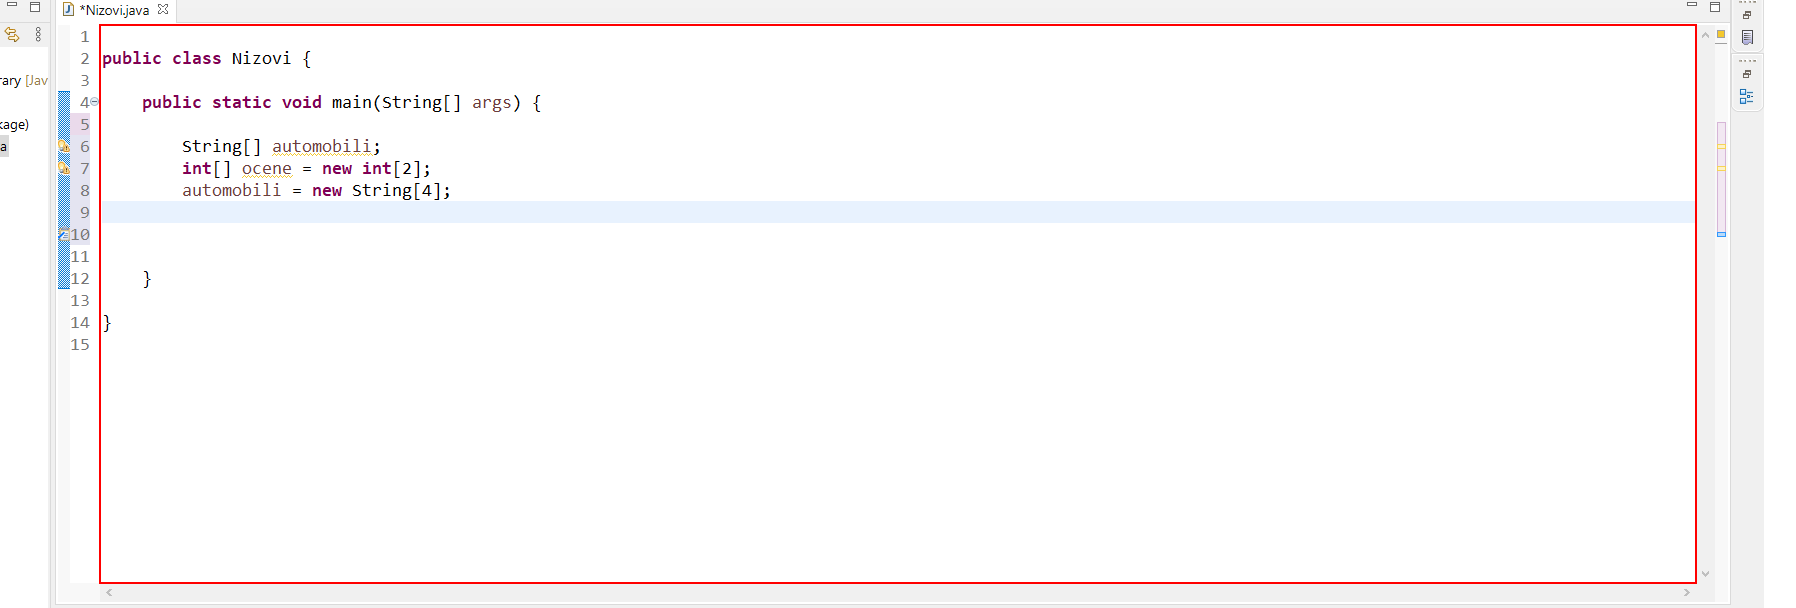 *Nizovi.java
rary [Jav
kage)
a
1
2 public class Nizovi {
3
4 public static void main(String[] args) {
5
6 String[] automobili;
7 int[] ocene = new int[2];
8 automobili = new String[4];
9
10
11
12 }
13
14 }
15